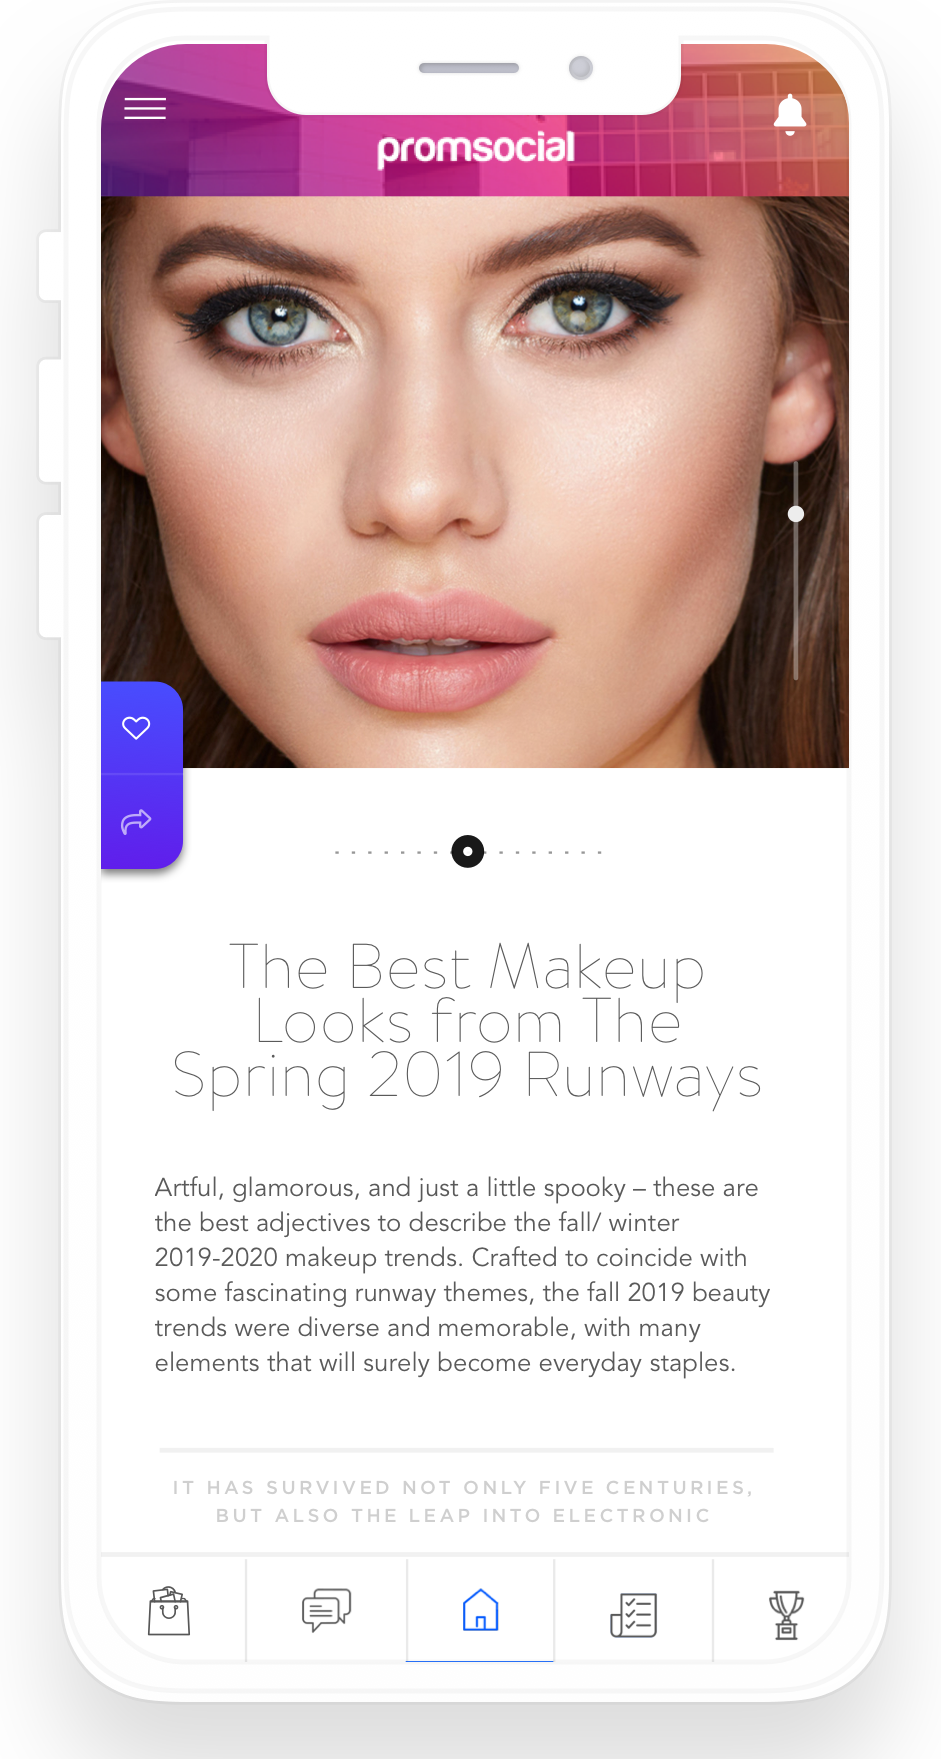 promsocial
The Best Makeup
Looks from The
Spring 2019 Runways
Artful, glamorous, and just a little spooky – these are
the best adjectives to describe the fall/ winter
2019-2020 makeup trends. Crafted to coincide with
some fascinating runway themes, the fall 2019 beauty
trends were diverse and memorable, with many
elements that will surely become everyday staples.
IT HAS SURVIVED NOT ONLY FIVE CENTURIES,
BUT ALSO THE LEAP INTO ELECTRONIC